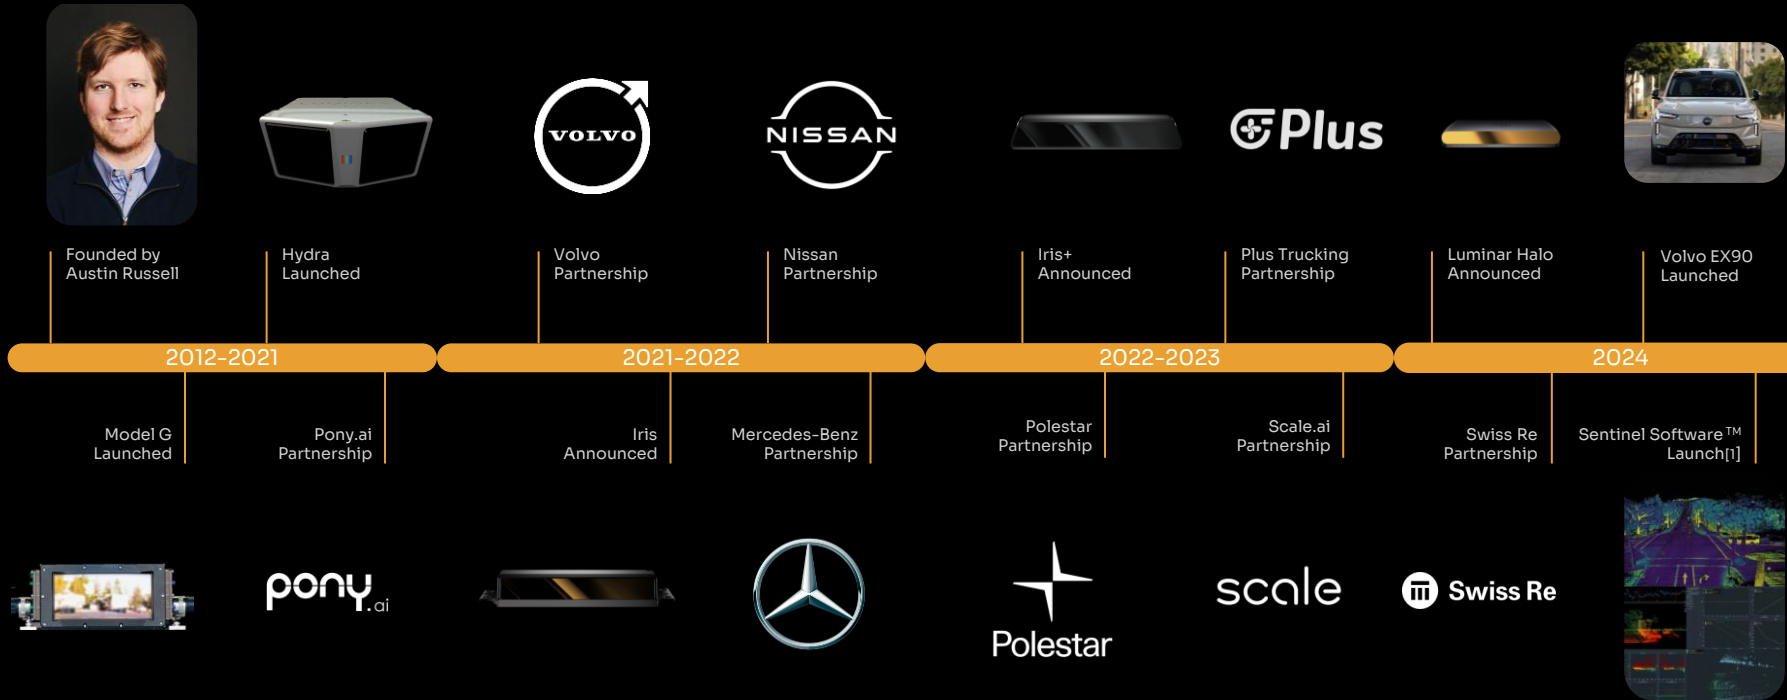 VOLVO
NISSAN
Plus
Founded by
Austin Russell
Hydra
Launched
Volvo
Partnership
Nissan
Partnership
Iris+
Announced
Plus Trucking
Partnership
Luminar Halo
Announced
Volvo EX90
Launched
2012-2021
2021-2022
2022-2023
2024
Model G
Launched
Pony.ai
Partnership
Iris
Announced
Mercedes-Benz
Partnership
Polestar
Partnership
Scale.ai
Partnership
Swiss Re
Partnership
Sentinel Software™
Launch[1]
pony.ai
Polestar
scale
Swiss Re